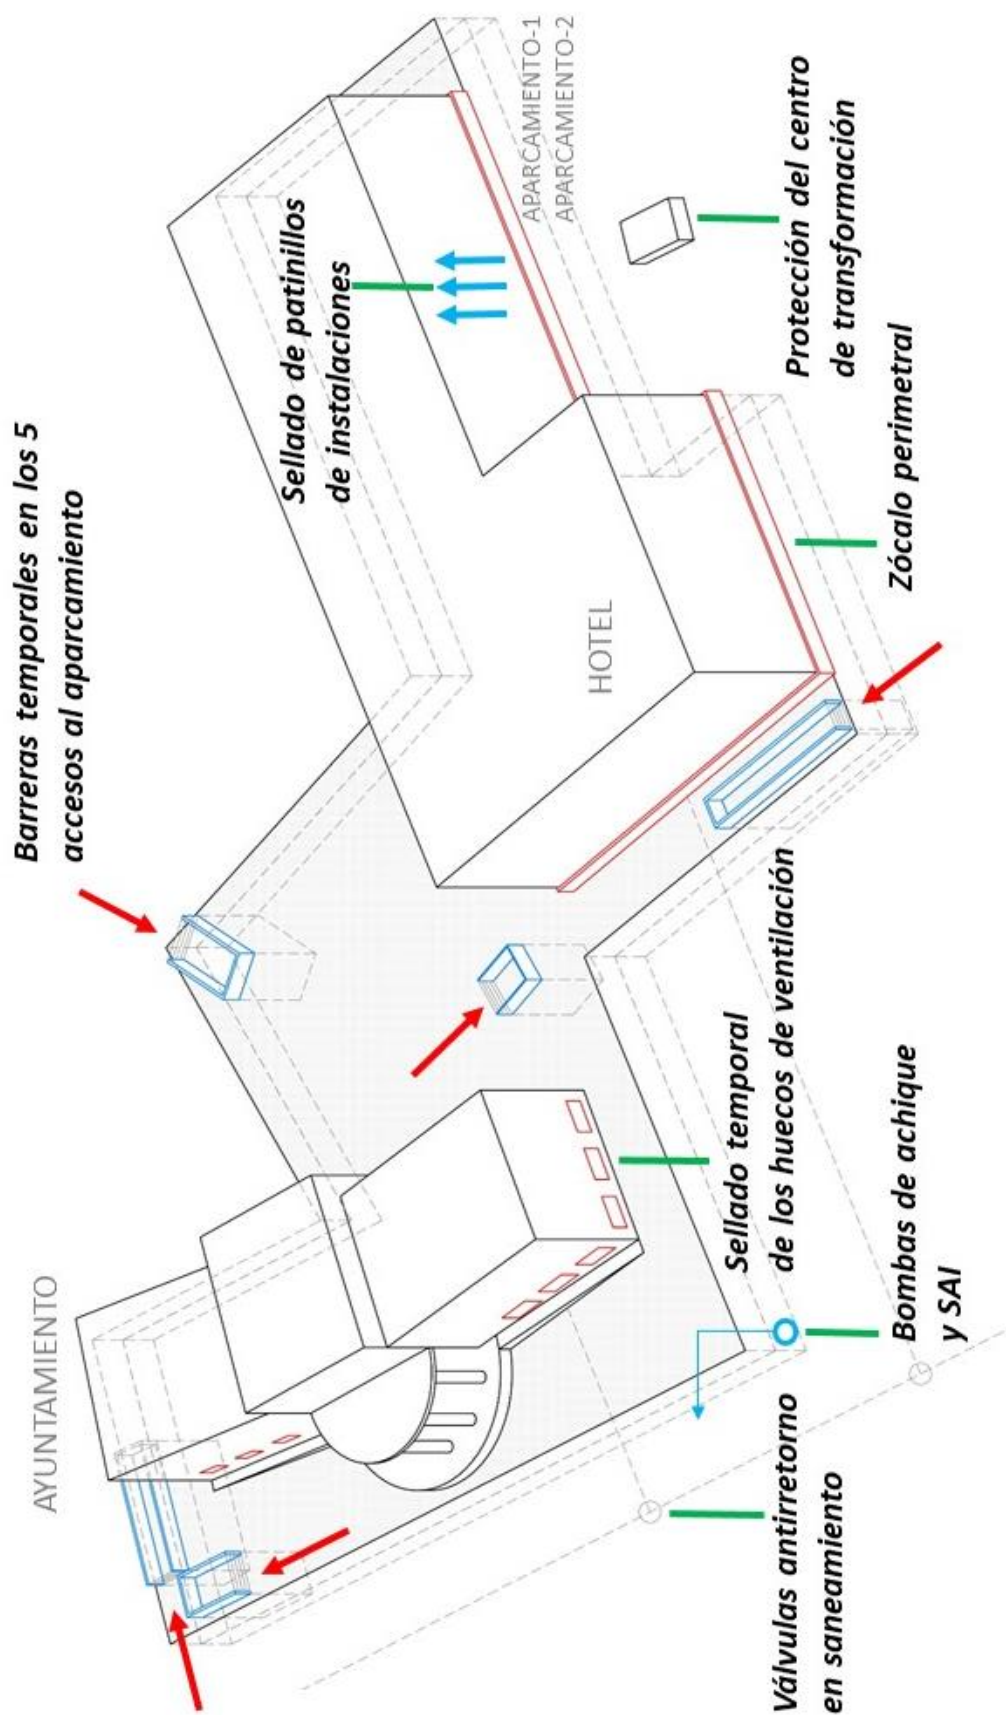 AYUNTAMIENTO
Barreras temporales en los 5
accesos al aparcamiento
Sellado de patinillos
de instalaciones
HOTEL
APARCAMIENTO-1
APARCAMIENTO-2
Protección del centro
de transformación
Zócalo perimetral
Sellado temporal
de los huecos de ventilación
Bombas de achique
y SAI
Válvulas antirretorno
en saneamiento